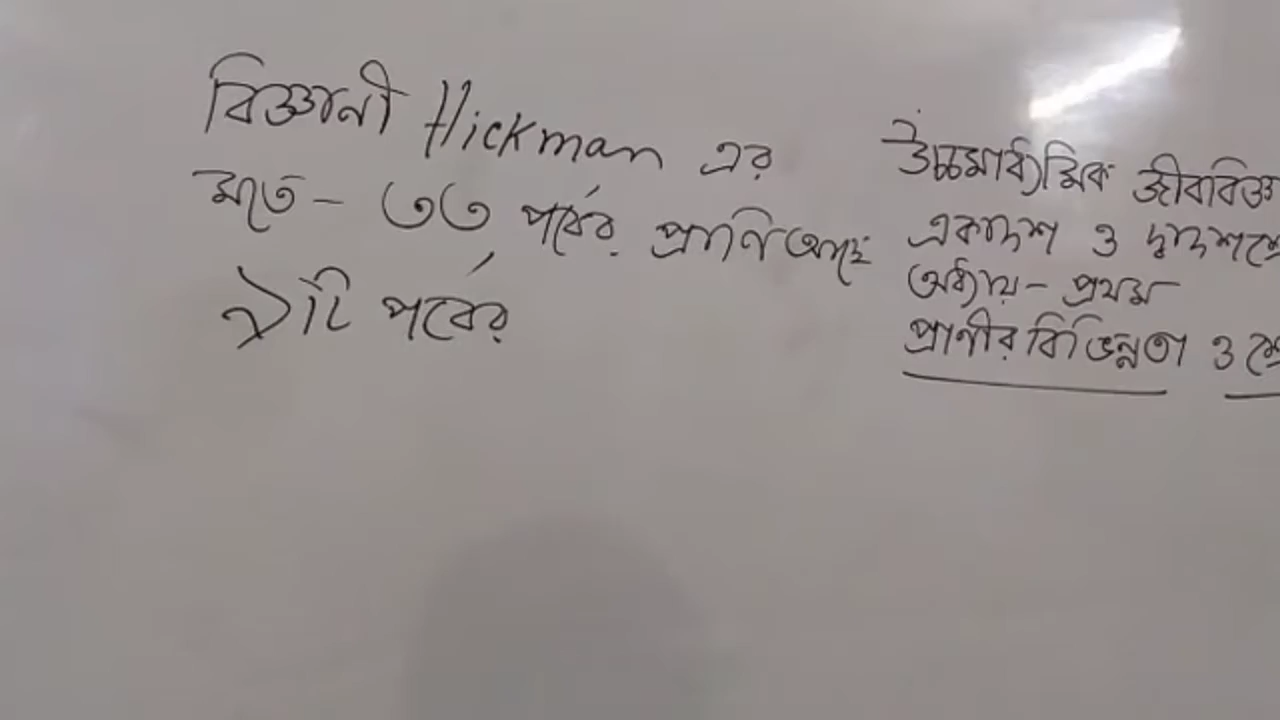 বিজ্ঞানী Hickman এর
মতে - ৩৩ পর্বের প্রাণি আছে
৯টি পর্বের
উচ্চমাধ্যমিক জীববিজ্ঞ
একাদশ ও দ্বাদশ শ্রে
অধ্যায় - প্রথম
প্রাণীর বিভিন্নতা ও শ্রে